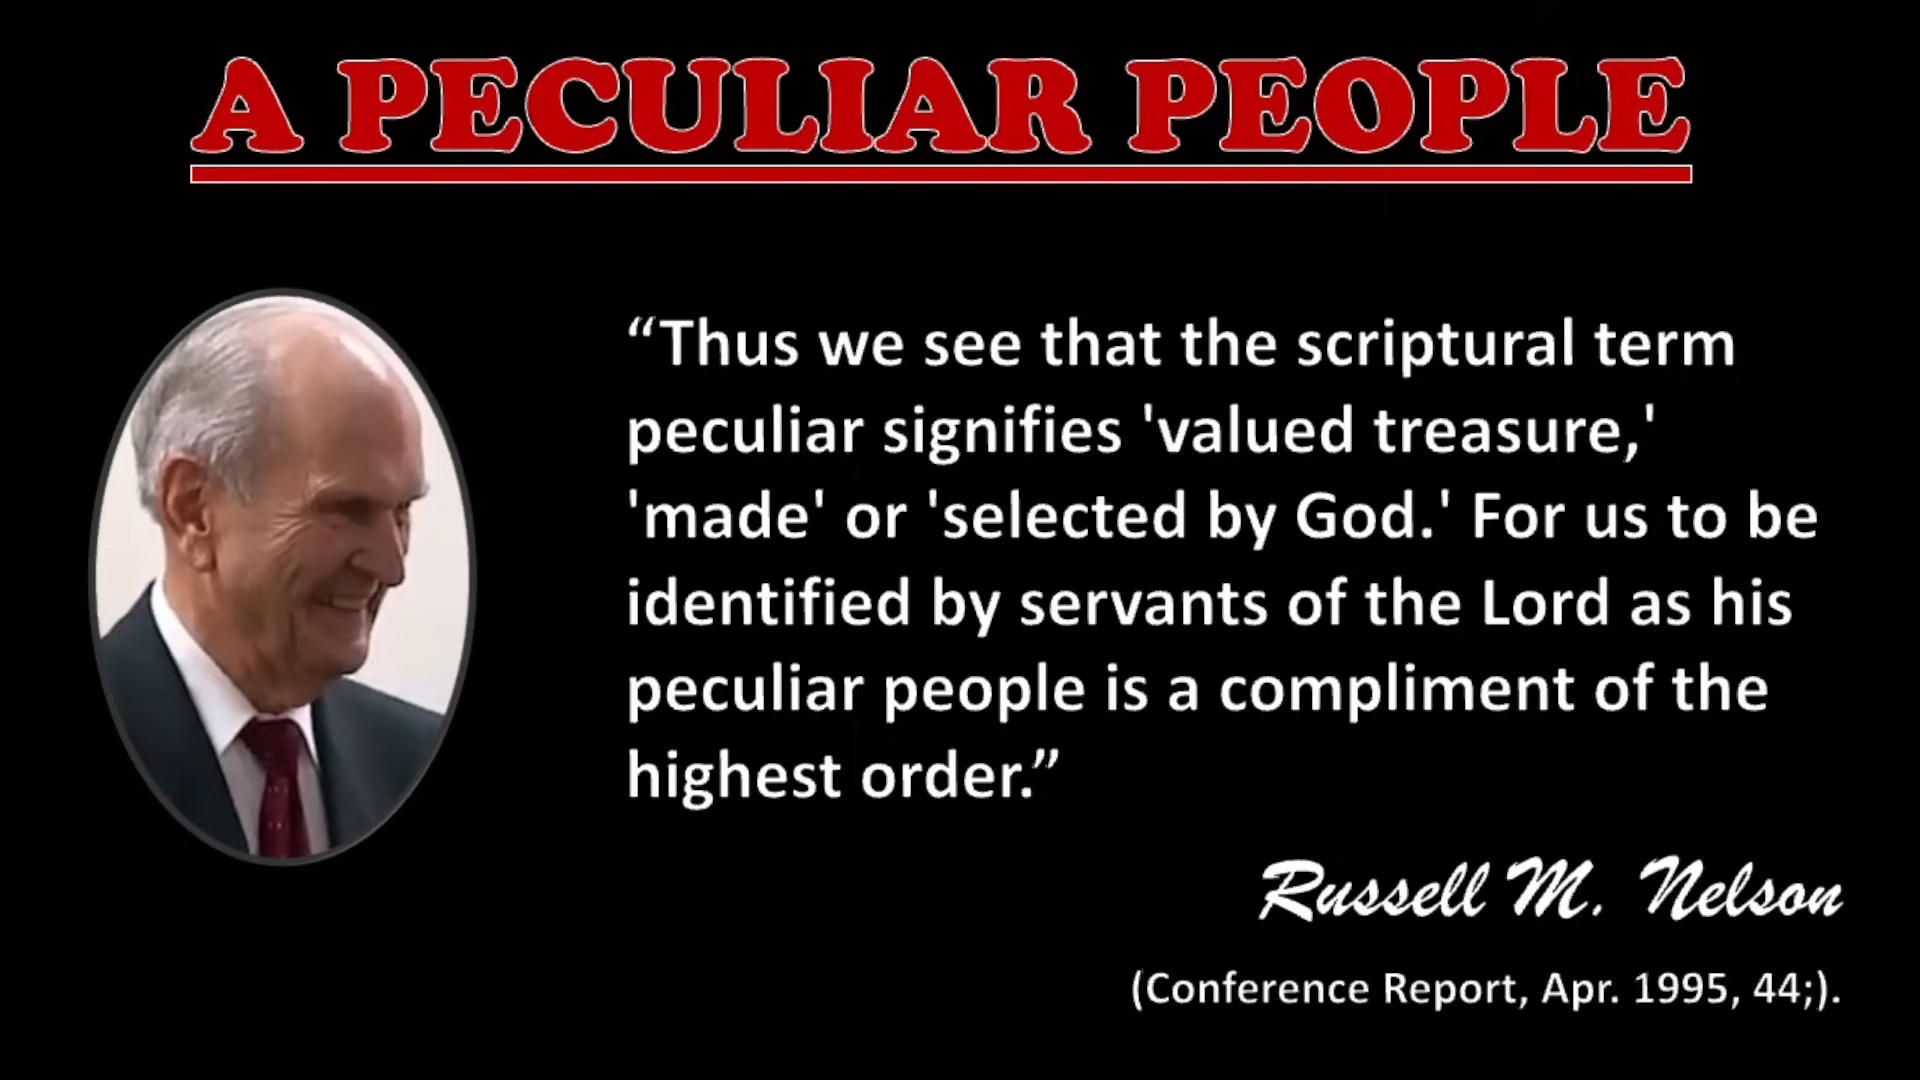 A PECULIAR PEOPLE
“Thus we see that the scriptural term
peculiar signifies 'valued treasure,'
'made' or 'selected by God.' For us to be
identified by servants of the Lord as his
peculiar people is a compliment of the
highest order.”
Russell M. Nelson
(Conference Report, Apr. 1995, 44;).